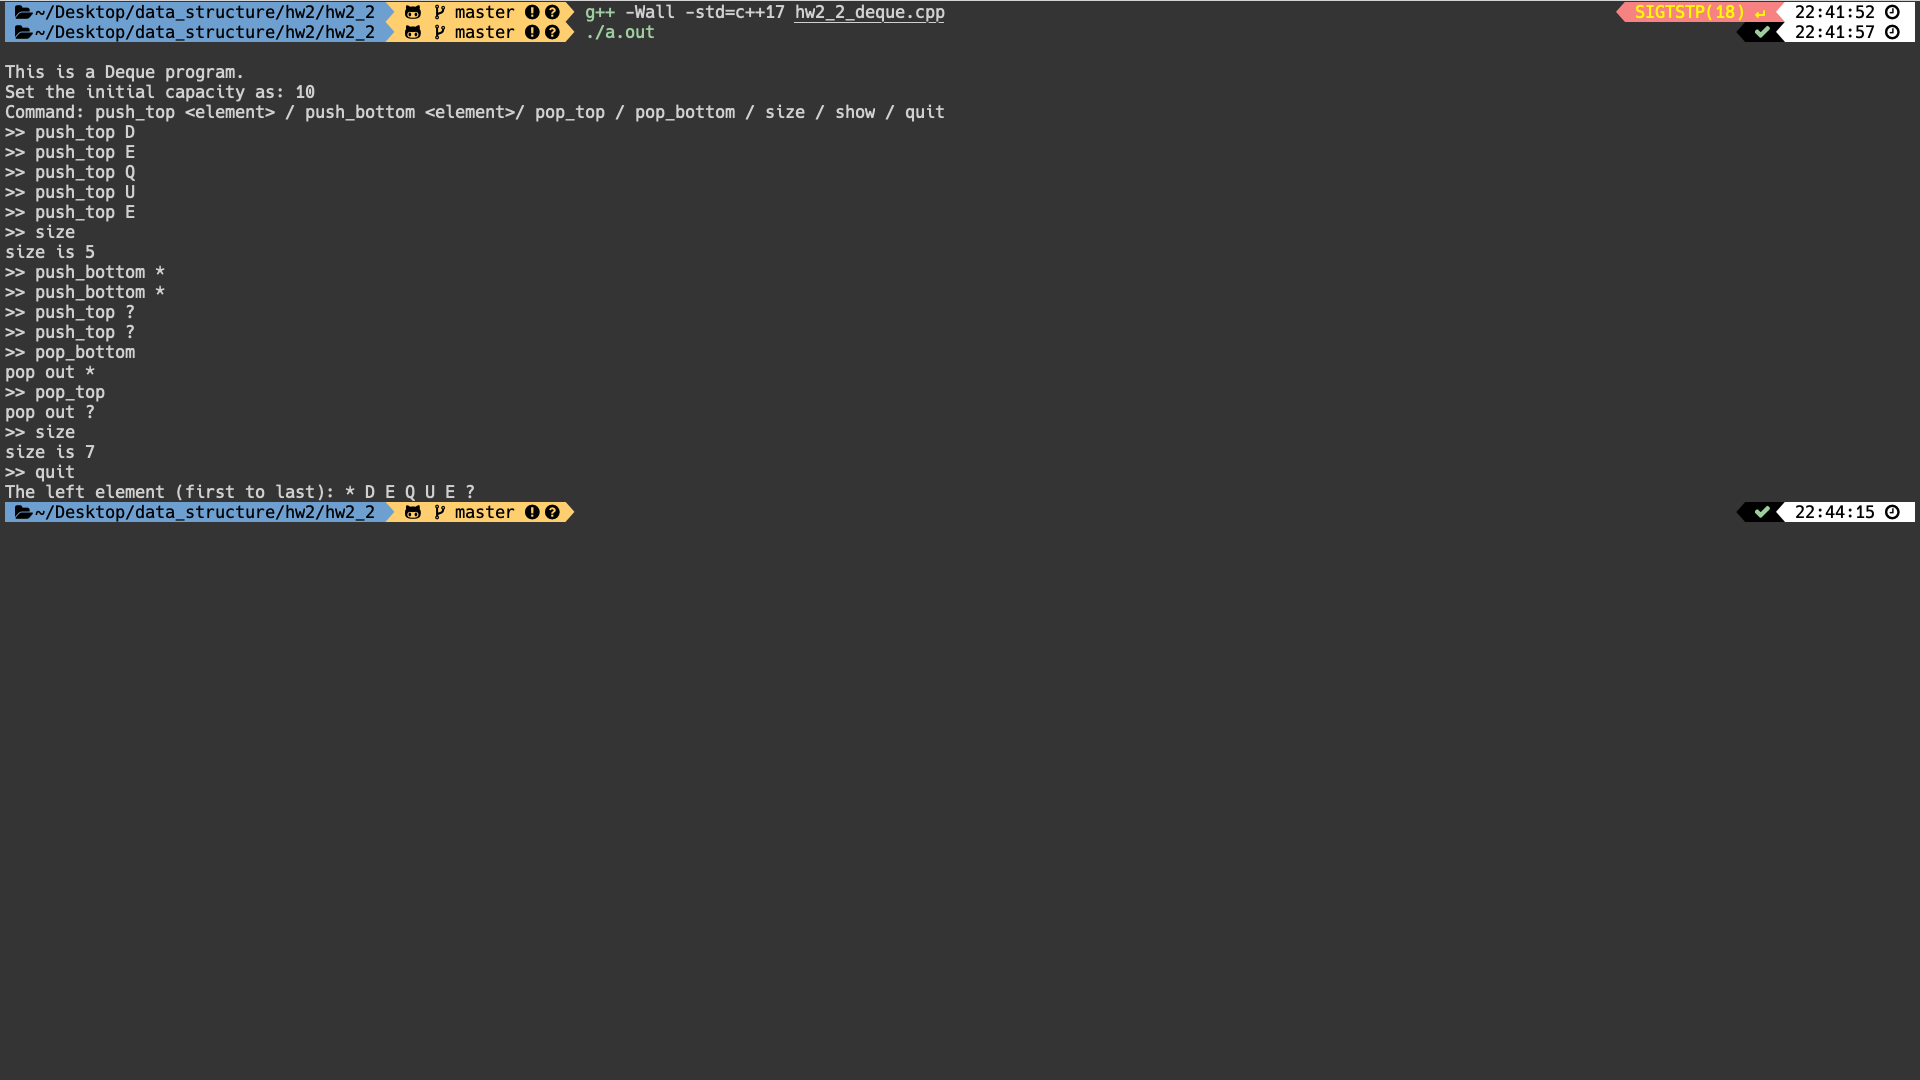 ~/Desktop/data_structure/hw2/hw2_2 master g++ -Wall -std=c++17 hw2_2_deque.cpp SIGTSTP(18) ↵ 22:41:52
~/Desktop/data_structure/hw2/hw2_2 master ./a.out ✔ 22:41:57
This is a Deque program.
Set the initial capacity as: 10
Command: push_top <element> / push_bottom <element>/ pop_top / pop_bottom / size / show / quit
>> push_top D
>> push_top E
>> push_top Q
>> push_top U
>> push_top E
>> size
size is 5
>> push_bottom *
>> push_bottom *
>> push_top ?
>> push_top ?
>> pop_bottom
pop out *
>> pop_top
pop out ?
>> size
size is 7
>> quit
The left element (first to last): * D E Q U E ?
~/Desktop/data_structure/hw2/hw2_2 master ✔ 22:44:15